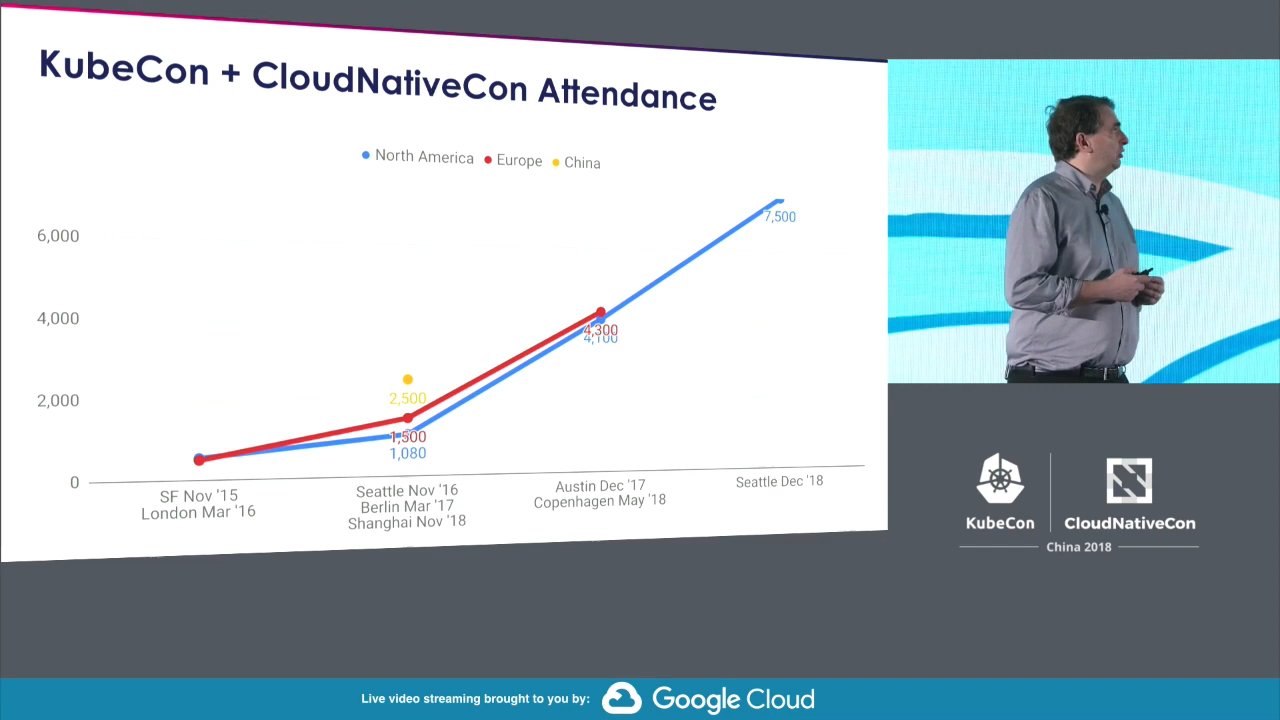 KubeCon + CloudNativeCon Attendance
North America Europe China
6,000
4,000
2,000
0
7,500
4,300
4,100
2,500
1,500
1,080
SF Nov '15
London Mar '16
Seattle Nov '16
Berlin Mar '17
Shanghai Nov '18
Austin Dec '17
Copenhagen May '18
Seattle Dec '18
KubeCon CloudNativeCon
China 2018
Live video streaming brought to you by: Google Cloud